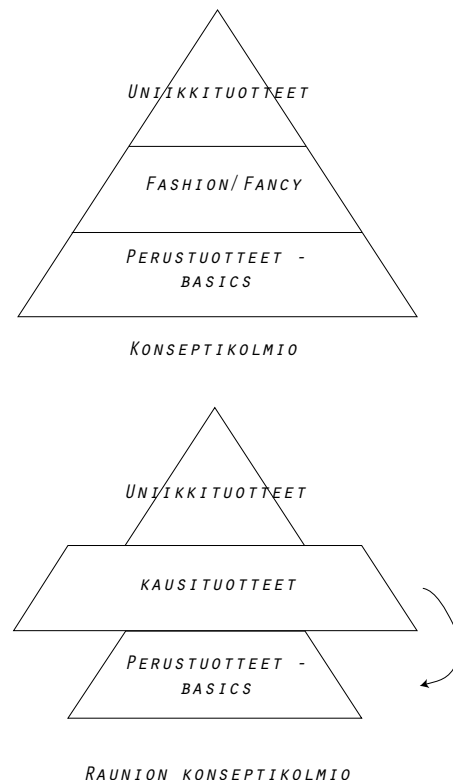 Uniikkituotteet
Fashion/Fancy
Perustuotteet -
basics
Konseptikolmio
Uniikkituotteet
kausituotteet
Perustuotteet -
basics
Raunion konseptikolmio